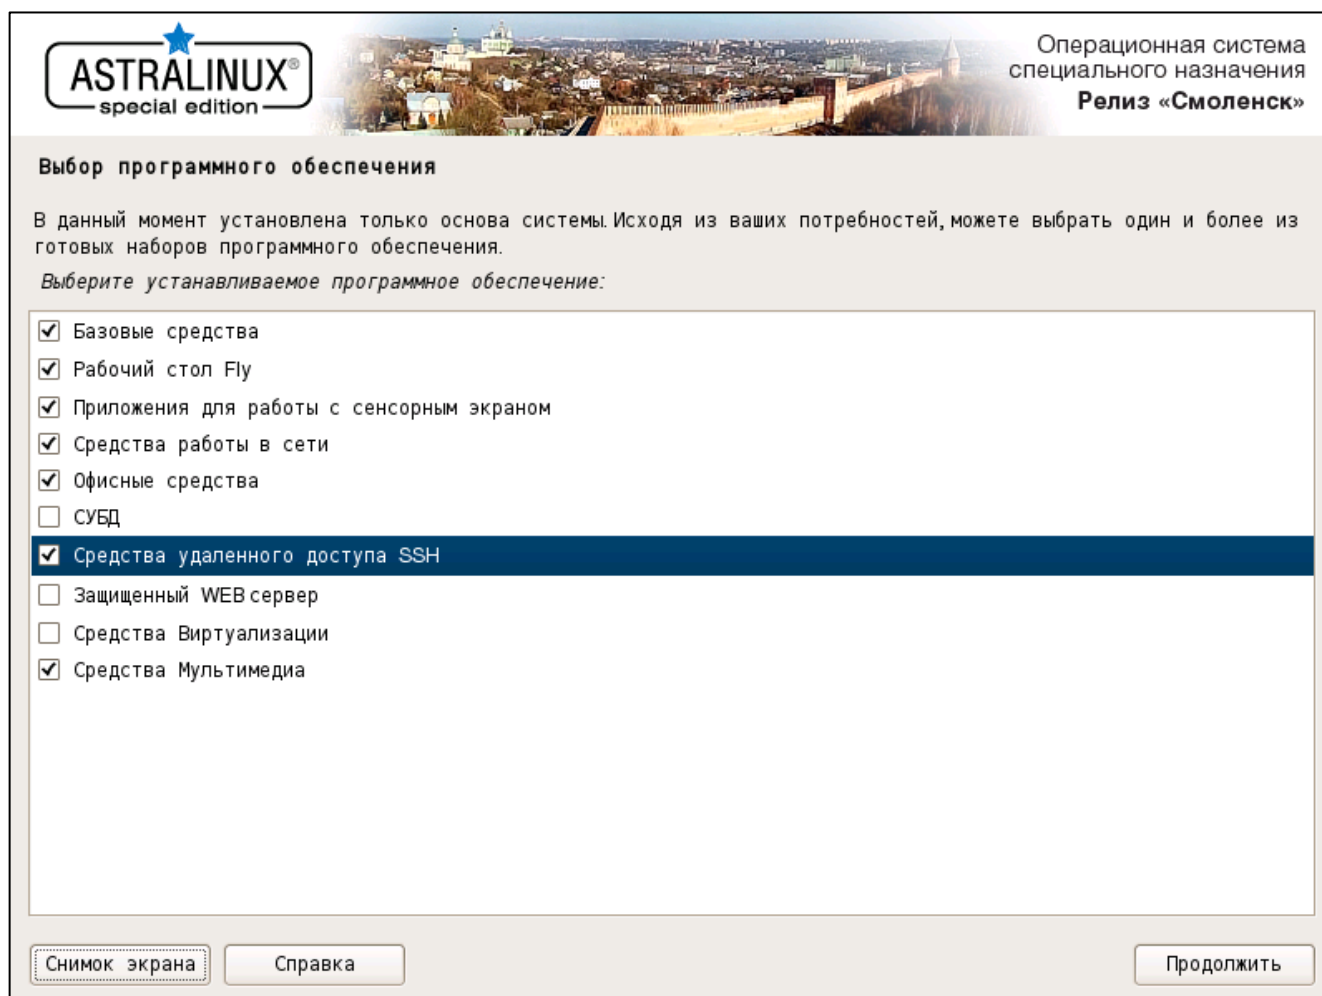 ASTRALINUX®
special edition
Операционная система
специального назначения
Релиз «Смоленск»
Выбор программного обеспечения
В данный момент установлена только основа системы. Исходя из ваших потребностей, можете выбрать один и более из
готовых наборов программного обеспечения.
Выберите устанавливаемое программное обеспечение:
Базовые средства
Рабочий стол Fly
Приложения для работы с сенсорным экраном
Средства работы в сети
Офисные средства
СУБД
Средства удаленного доступа SSH
Защищенный WEB сервер
Средства Виртуализации
Средства Мультимедиа
Снимок экрана
Справка
Продолжить